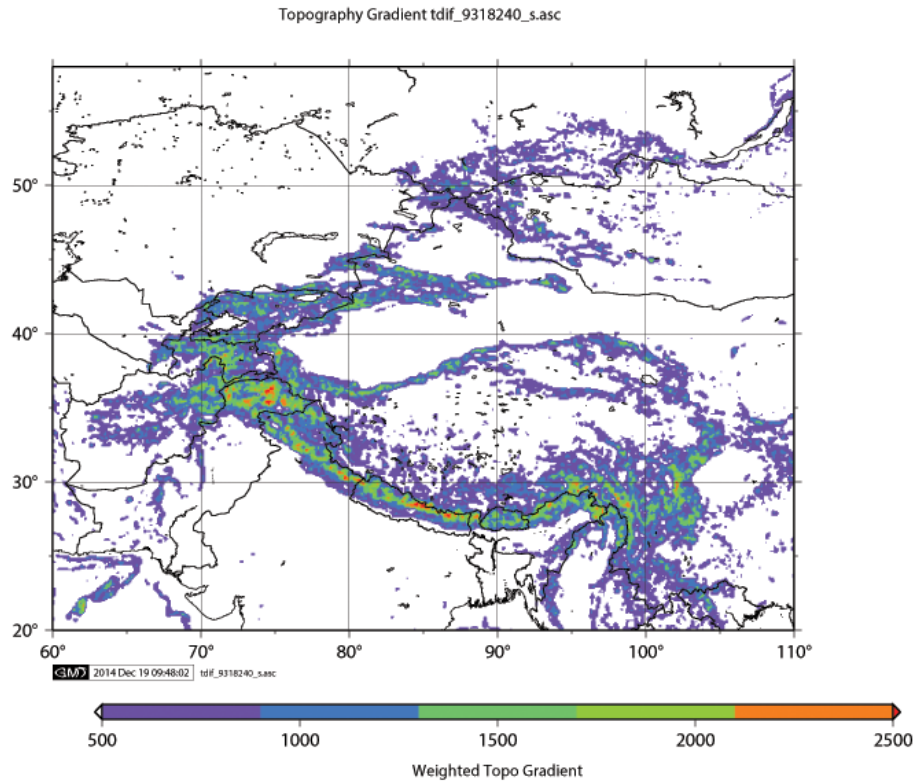 Topography Gradient tdif_9318240_s.asc
50°
40°
30°
20°
60° 70° 80° 90° 100° 110°
GMD 2014 Dec 19 09:48:02 tdif_9318240_s.asc
500 1000 1500 2000 2500
Weighted Topo Gradient